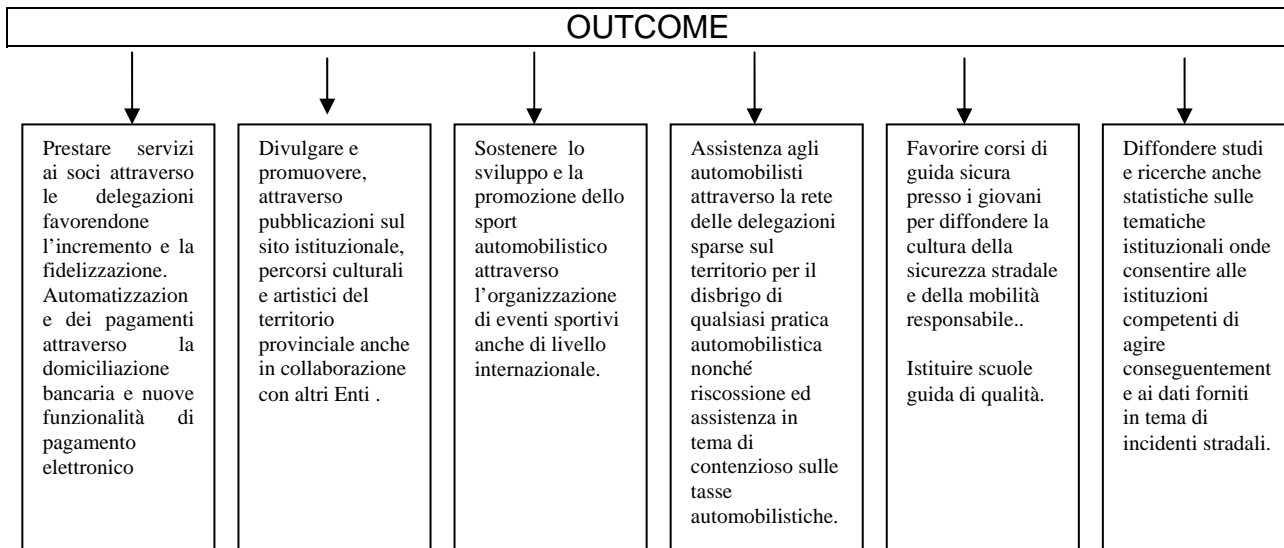 OUTCOME
Prestare servizi
ai soci attraverso
le delegazioni
favorendone
l'incremento e la
fidelizzazione.
Automatizzazion
e dei pagamenti
attraverso la
domiciliazione
bancaria e nuove
funzionalità di
pagamento
elettronico
Divulgare e
promuovere,
attraverso
pubblicazioni sul
sito istituzionale,
percorsi culturali
e artistici del
territorio
provinciale anche
in collaborazione
con altri Enti .
Sostenere lo
sviluppo e la
promozione dello
sport
automobilistico
attraverso
l'organizzazione
di eventi sportivi
anche di livello
internazionale.
Assistenza agli
automobilisti
attraverso la rete
delle delegazioni
sparse sul
territorio per il
disbrigo di
qualsiasi pratica
automobilistica
nonché
riscossione ed
assistenza in
tema di
contenzioso sulle
tasse
automobilistiche.
Favorire corsi di
guida sicura
presso i giovani
per diffondere la
cultura della
sicurezza stradale
e della mobilità
responsabile..
Istituire scuole
guida di qualità.
Diffondere studi
e ricerche anche
statistiche sulle
tematiche
istituzionali onde
consentire alle
istituzioni
competenti di
agire
conseguentement
e ai dati forniti
in tema di
incidenti stradali.